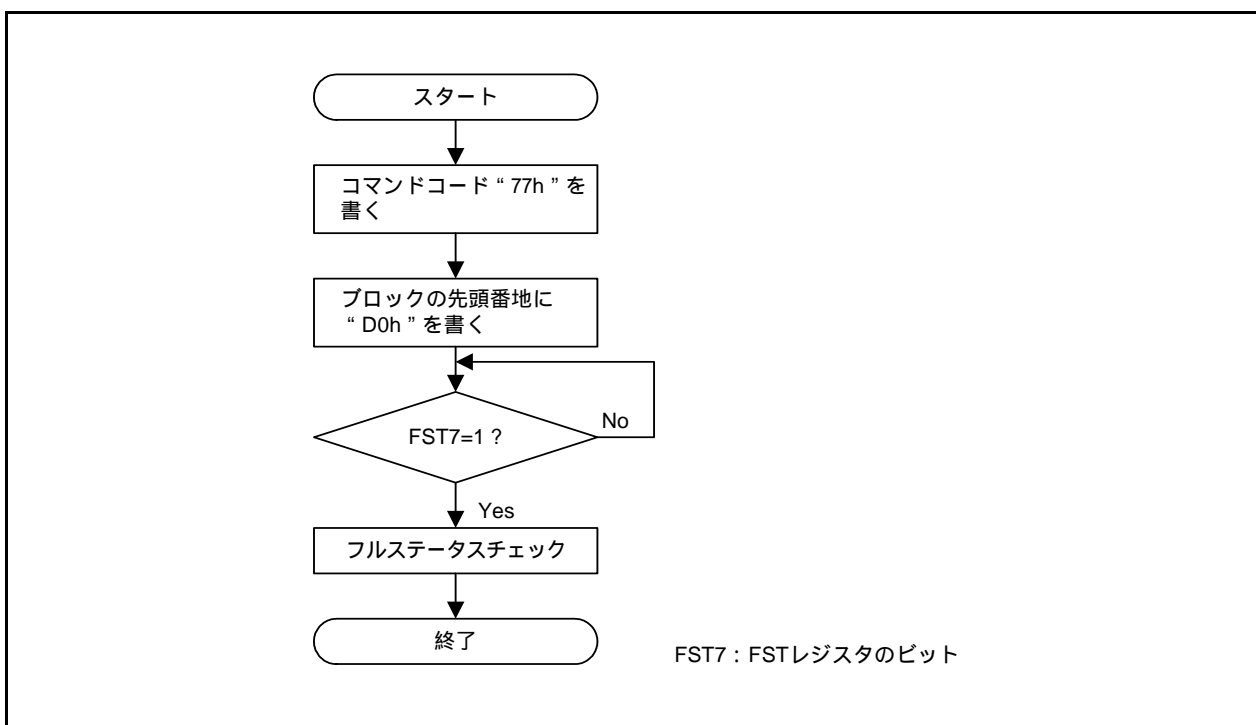 スタート
コマンドコード“77h”を
書く
ブロックの先頭番地に
“D0h”を書く
FST7=1 ?
No
Yes
フルステータスチェック
終了
FST7 : FSTレジスタのビット